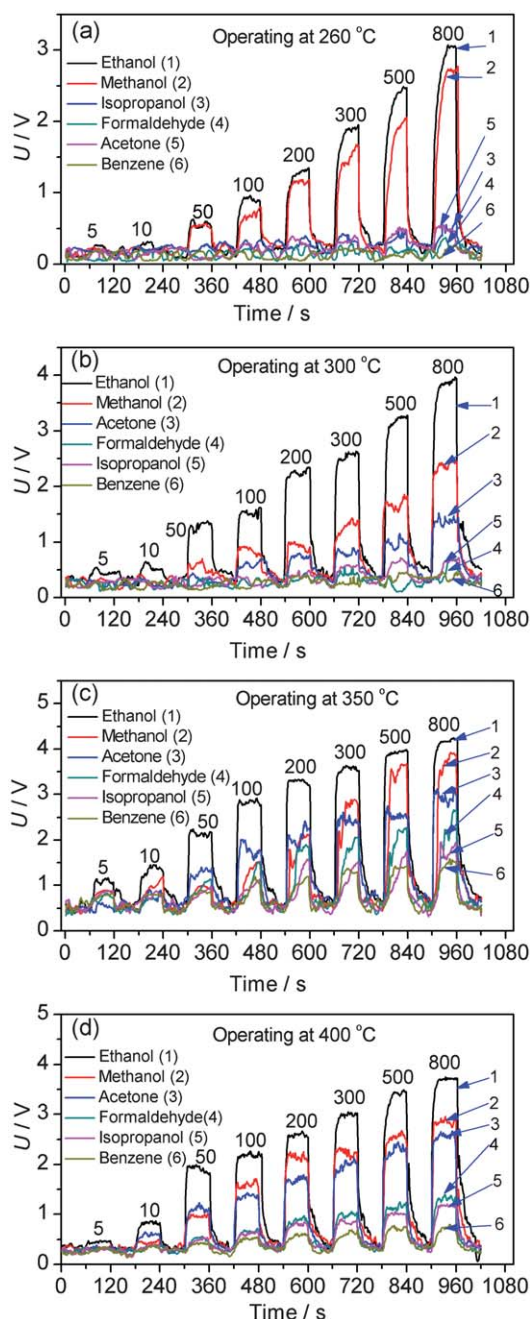 (a) Operating at 260 °C 800
3 Ethanol (1) 1
Methanol (2) 500 2
Isopropanol (3)
2 Formaldehyde (4) 300 5
U / V Acetone (5) 3
Benzene (6) 200 4
1 100 6
50
5 10
0
0 120 240 360 480 600 720 840 960 1080
Time / s
(b) Operating at 300 °C 800
4 Ethanol (1) 1
Methanol (2) 500 2
3 Acetone (3) 300 3
Formaldehyde (4) 200
U / V Isopropanol (5) 5
2 Benzene (6) 100 4
50
1 5 10
6
0
0 120 240 360 480 600 720 840 960 1080
Time / s
(c) Operating at 350 °C
5 Ethanol (1) 800 1
Methanol (2) 500 2
4 Acetone (3) 300 3
Formaldehyde (4) 200 4
3 Isopropanol (5) 100
U / V Benzene (6) 50 5
2 10 6
5
1
0
0 120 240 360 480 600 720 840 960 1080
Time / s
5 (d) Operating at 400 °C
Ethanol (1) 800 1
4 Methanol (2) 500 2
Acetone (3) 300 3
3 Formaldehyde(4) 200 4
U / V Isopropanol (5) 100
2 Benzene (6) 50 5
10 6
1 5
0
0 120 240 360 480 600 720 840 960 1080
Time / s